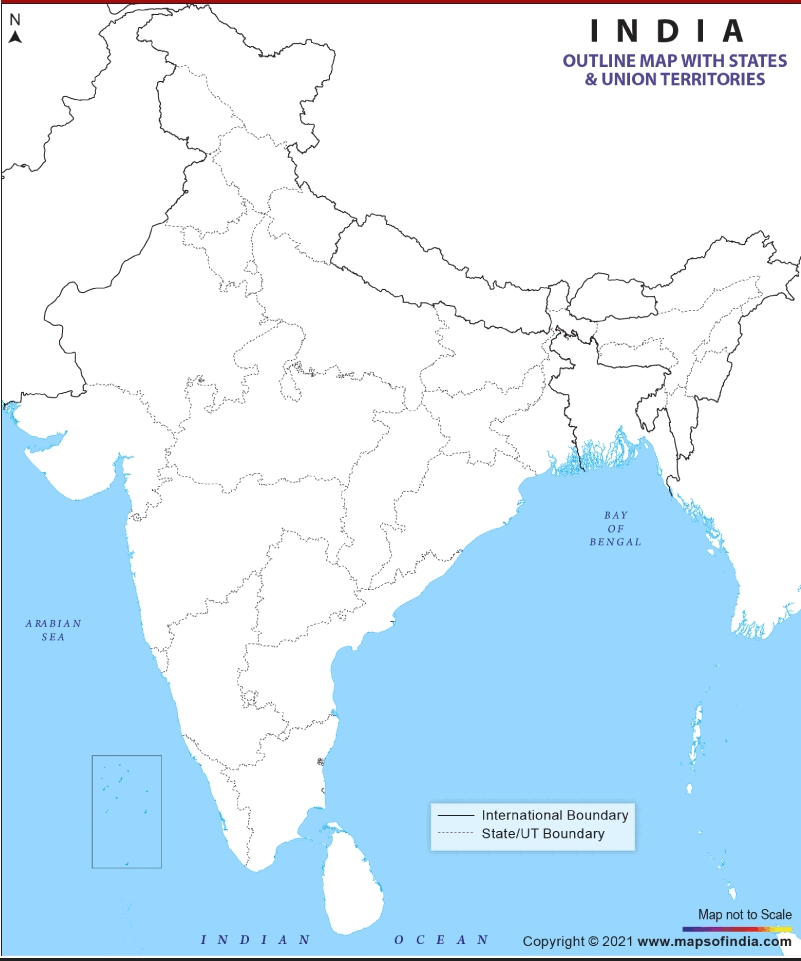 N
INDIA
OUTLINE MAP WITH STATES
& UNION TERRITORIES
BAY
OF
BENGAL
ARABIAN
SEA
International Boundary
State/UT Boundary
Map not to Scale
INDIAN OCEAN
Copyright © 2021 www.mapsofindia.com